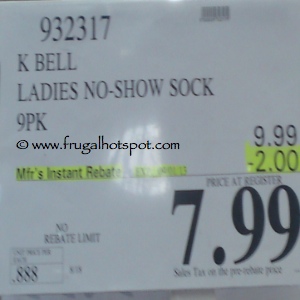 932317
K BELL
LADIES NO-SHOW SOCK
9PK
© www.frugalhotspot.com
9.99
Mfr's Instant Rebate
-2.00
PRICE AT REGISTER
7.99
NO
REBATE LIMIT
.888
Sales Tax on the pre-rebate price